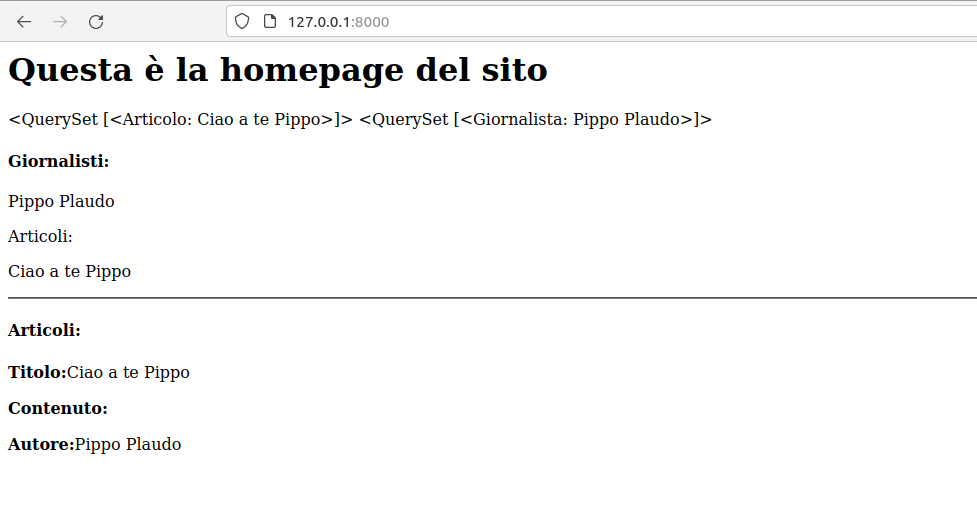 127.0.0.1:8000
Questa è la homepage del sito
<QuerySet [<Articolo: Ciao a te Pippo>]> <QuerySet [<Giornalista: Pippo Plaudo>]>
Giornalisti:
Pippo Plaudo
Articoli:
Ciao a te Pippo
Articoli:
Titolo:Ciao a te Pippo
Contenuto:
Autore:Pippo Plaudo